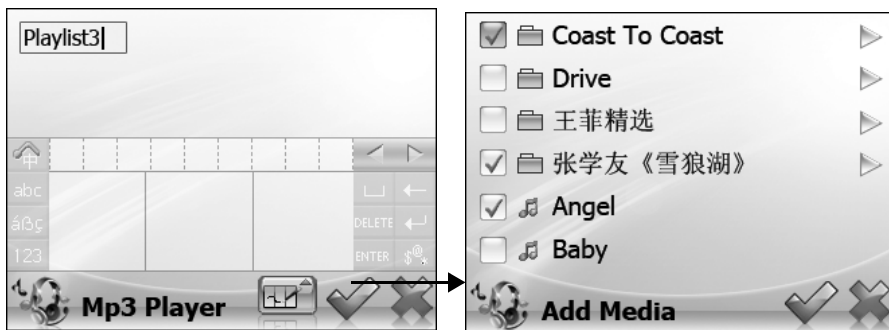 Playlist3
中
abc
áßç
DELETE
123
ENTER
$@*
Mp3 Player
Coast To Coast
Drive
王菲精选
张学友《雪狼湖》
Angel
Baby
Add Media